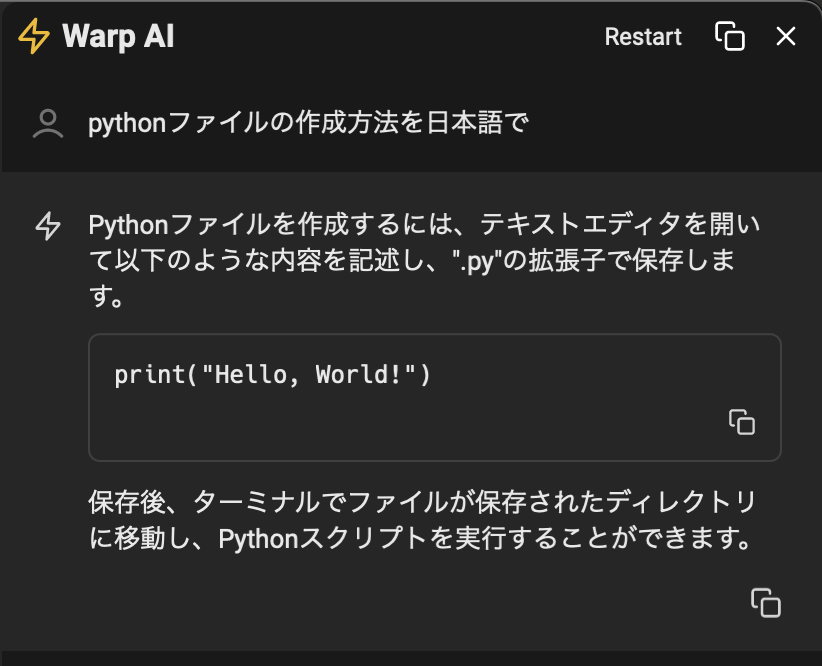 Warp AI
Restart
pythonファイルの作成方法を日本語で
Pythonファイルを作成するには、テキストエディタを開い
て以下のような内容を記述し、".py"の拡張子で保存しま
す。
print("Hello, World!")
保存後、ターミナルでファイルが保存されたディレクトリ
に移動し、Pythonスクリプトを実行することができます。